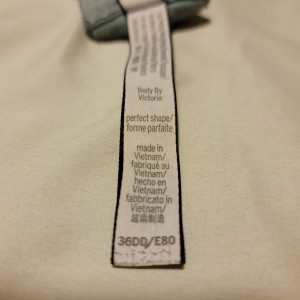 Body By
Victoria
perfect shape/
forme parfaite
made in
Vietnam/
fabriqué au
Vietnam/
hecho en
Vietnam/
fabbricato in
Vietnam/
越南制造
36DD/E80